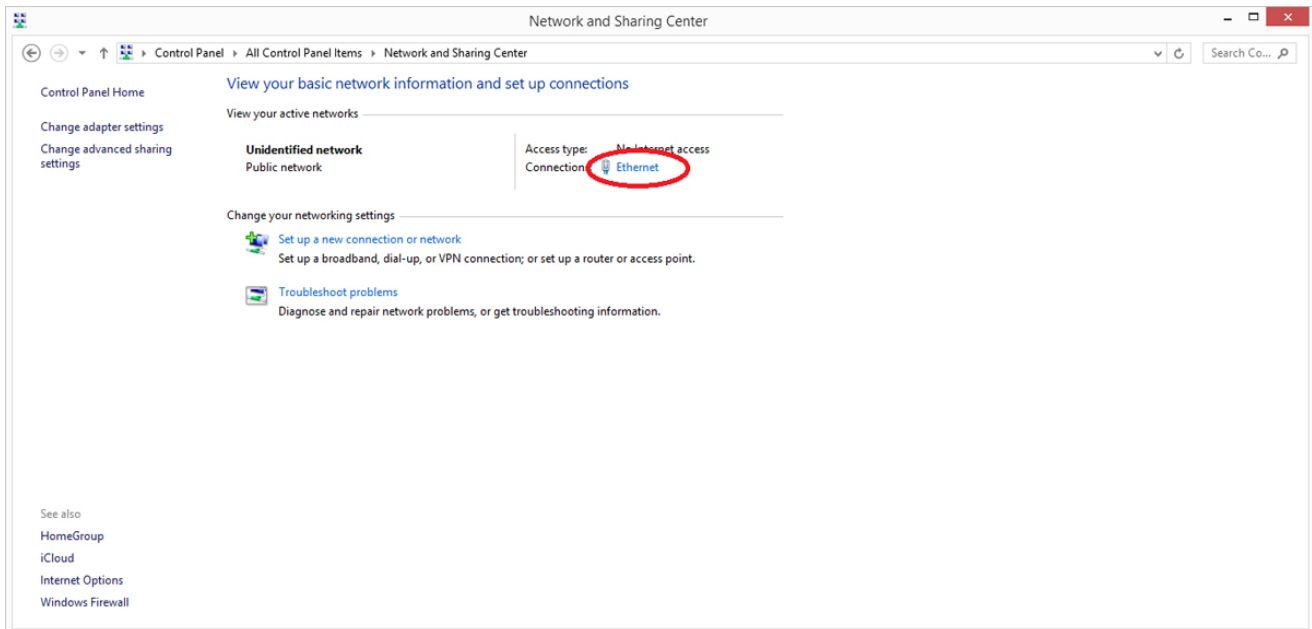 Network and Sharing Center
Control Panel All Control Panel Items Network and Sharing Center
Search Co...
Control Panel Home
Change adapter settings
Change advanced sharing
settings
View your basic network information and set up connections
View your active networks
Unidentified network
Public network
Access type: No Internet access
Connection Ethernet
Change your networking settings
Set up a new connection or network
Set up a broadband, dial-up, or VPN connection; or set up a router or access point.
Troubleshoot problems
Diagnose and repair network problems, or get troubleshooting information.
See also
HomeGroup
iCloud
Internet Options
Windows Firewall